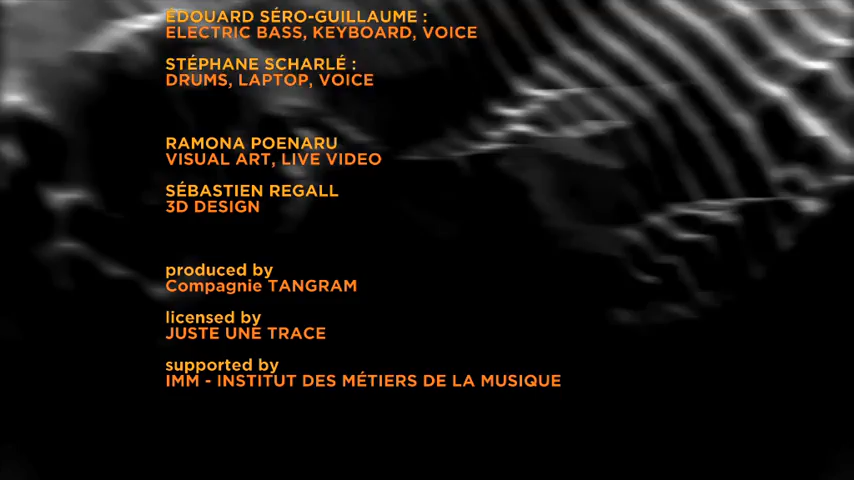 ÉDOUARD SÉRO-GUILLAUME :
ELECTRIC BASS, KEYBOARD, VOICE
STÉPHANE SCHARLÉ :
DRUMS, LAPTOP, VOICE
RAMONA POENARU
VISUAL ART, LIVE VIDEO
SÉBASTIEN REGALL
3D DESIGN
produced by
Compagnie TANGRAM
licensed by
JUSTE UNE TRACE
supported by
IMM - INSTITUT DES MÉTIERS DE LA MUSIQUE